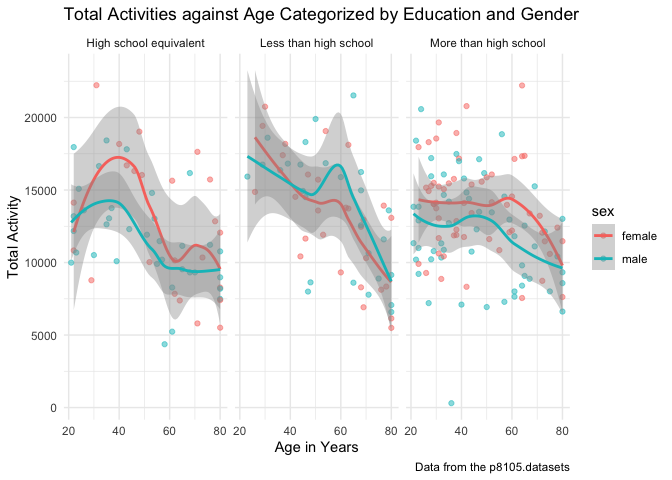 Total Activities against Age Categorized by Education and Gender
High school equivalent
Less than high school
More than high school
20000
15000
10000
5000
0
Total Activity
20 40 60 80
20 40 60 80
20 40 60 80
Age in Years
sex
female
male
Data from the p8105.datasets